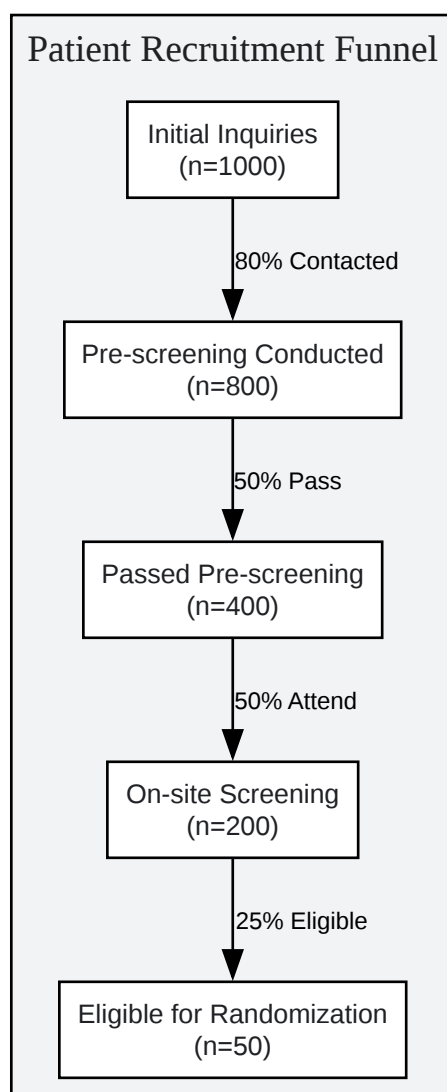 Patient Recruitment Funnel
Initial Inquiries
(n=1000)
80% Contacted
Pre-screening Conducted
(n=800)
50% Pass
Passed Pre-screening
(n=400)
50% Attend
On-site Screening
(n=200)
25% Eligible
Eligible for Randomization
(n=50)